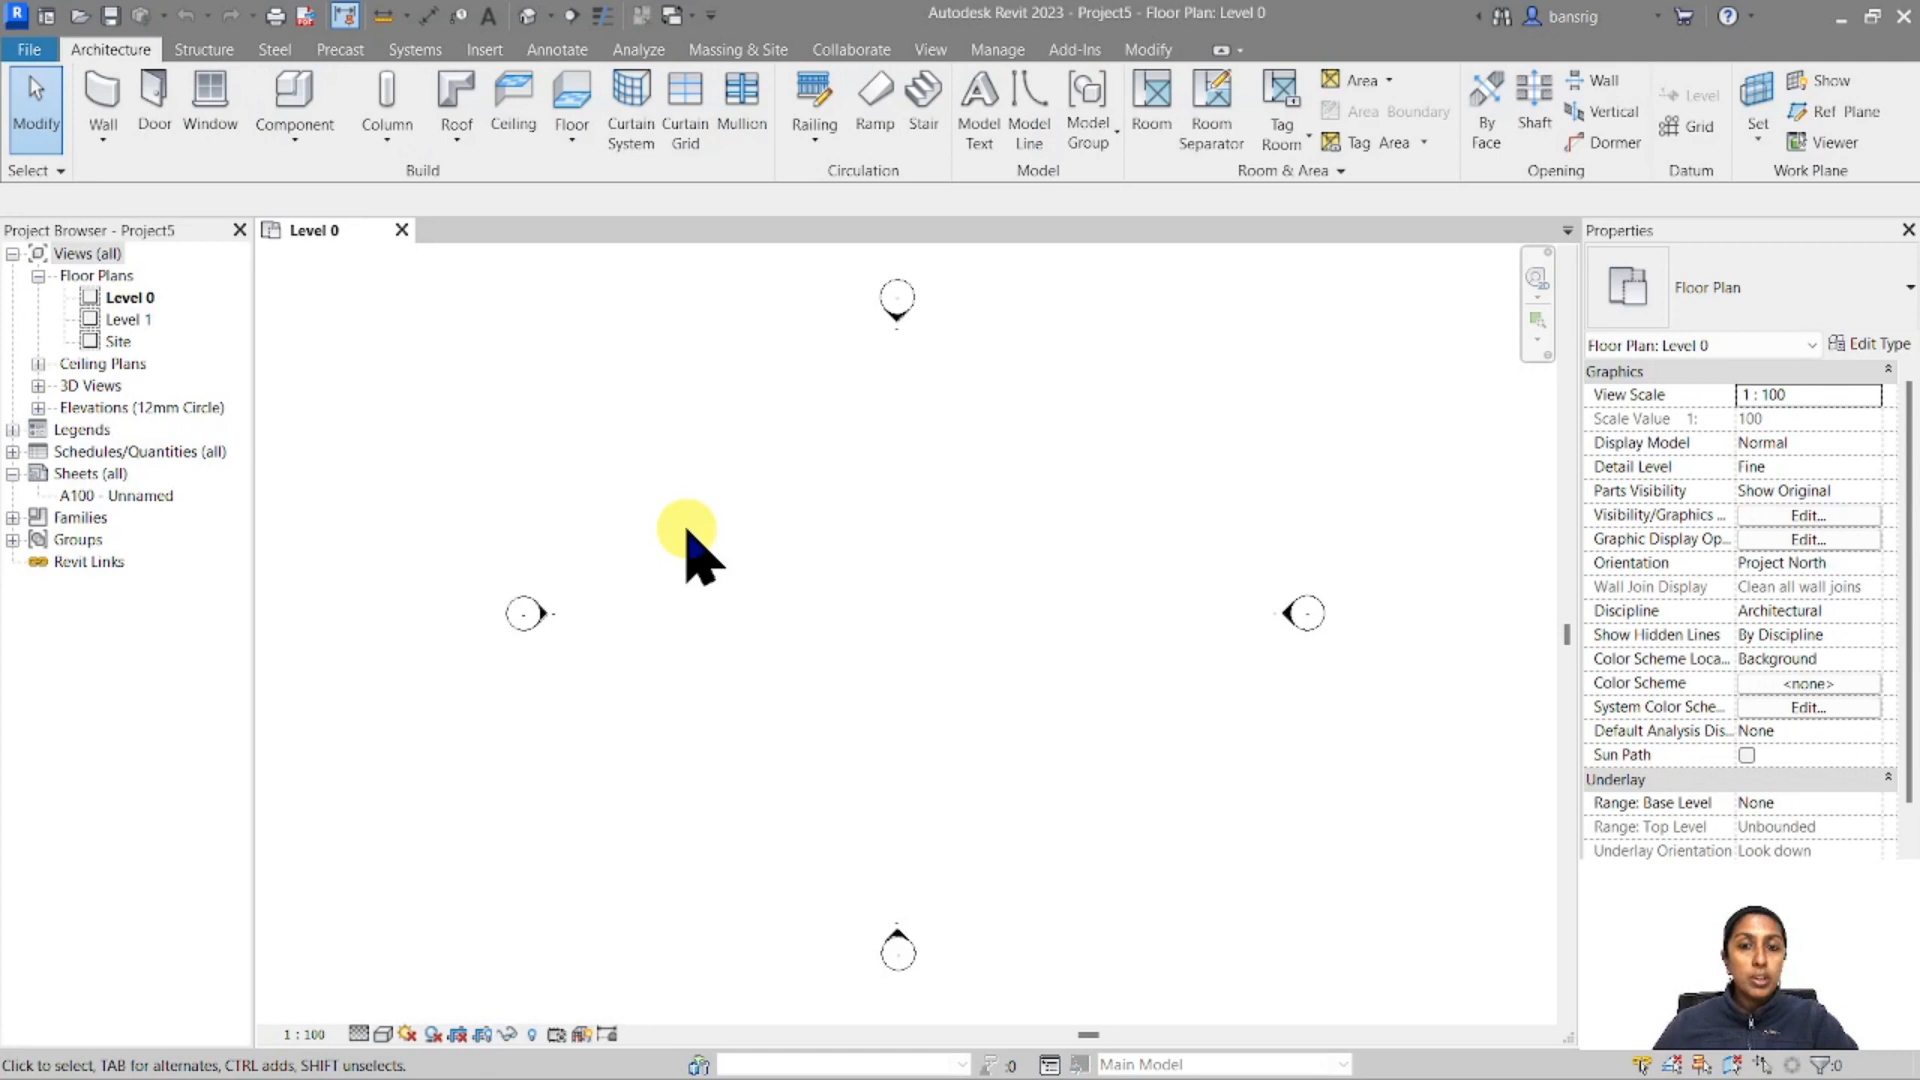 Autodesk Revit 2023 - Project5 - Floor Plan: Level 0
bansrig
File Architecture Structure Steel Precast Systems Insert Annotate Analyze Massing & Site Collaborate View Manage Add-Ins Modify
Modify
Wall
Door
Window
Component
Column
Roof
Ceiling
Floor
Curtain System
Curtain Grid
Mullion
Railing
Ramp
Stair
Model Text
Model Line
Model Group
Room
Room Separator
Tag Room
Area
Area Boundary
Tag Area
By Face
Shaft
Wall
Vertical
Dormer
Level
Grid
Set
Show
Ref Plane
Viewer
Select Build Circulation Model Room & Area Opening Datum Work Plane
Project Browser - Project5
Views (all)
Floor Plans
Level 0
Level 1
Site
Ceiling Plans
3D Views
Elevations (12mm Circle)
Legends
Schedules/Quantities (all)
Sheets (all)
A100 - Unnamed
Families
Groups
Revit Links
Level 0
2D
Properties
Floor Plan
Floor Plan: Level 0 Edit Type
Graphics
View Scale 1 : 100
Scale Value 1: 100
Display Model Normal
Detail Level Fine
Parts Visibility Show Original
Visibility/Graphics ... Edit...
Graphic Display Op... Edit...
Orientation Project North
Wall Join Display Clean all wall joins
Discipline Architectural
Show Hidden Lines By Discipline
Color Scheme Loca... Background
Color Scheme <none>
System Color Sche... Edit...
Default Analysis Dis... None
Sun Path
Underlay
Range: Base Level None
Range: Top Level Unbounded
Underlay Orientation Look down
1 : 100
Click to select, TAB for alternates, CTRL adds, SHIFT unselects.
:0
Main Model
:0